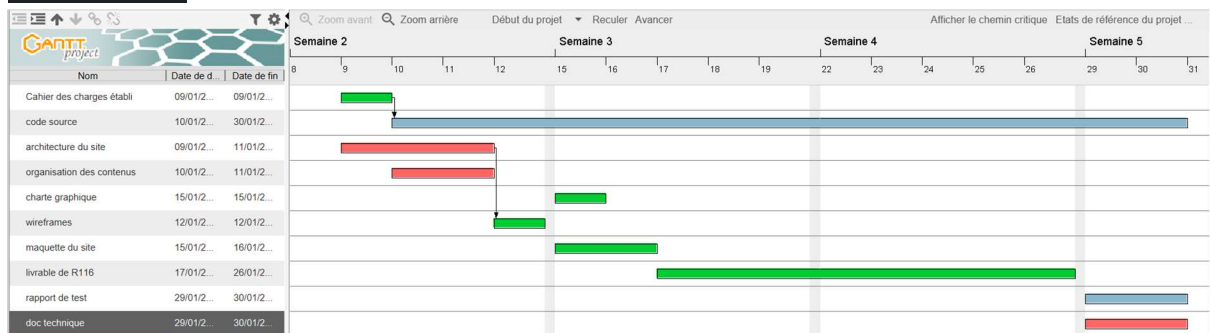 Zoom avant Zoom arrière Début du projet Reculer Avancer Afficher le chemin critique Etats de référence du projet ...
GANTT project
Semaine 2 Semaine 3 Semaine 4 Semaine 5
Nom Date de d... Date de fin
8 9 10 11 12 15 16 17 18 19 22 23 24 25 26 29 30 31
Cahier des charges établi 09/01/2... 09/01/2...
code source 10/01/2... 30/01/2...
architecture du site 09/01/2... 11/01/2...
organisation des contenus 10/01/2... 11/01/2...
charte graphique 15/01/2... 15/01/2...
wireframes 12/01/2... 12/01/2...
maquette du site 15/01/2... 16/01/2...
livrable de R116 17/01/2... 26/01/2...
rapport de test 29/01/2... 30/01/2...
doc technique 29/01/2... 30/01/2...